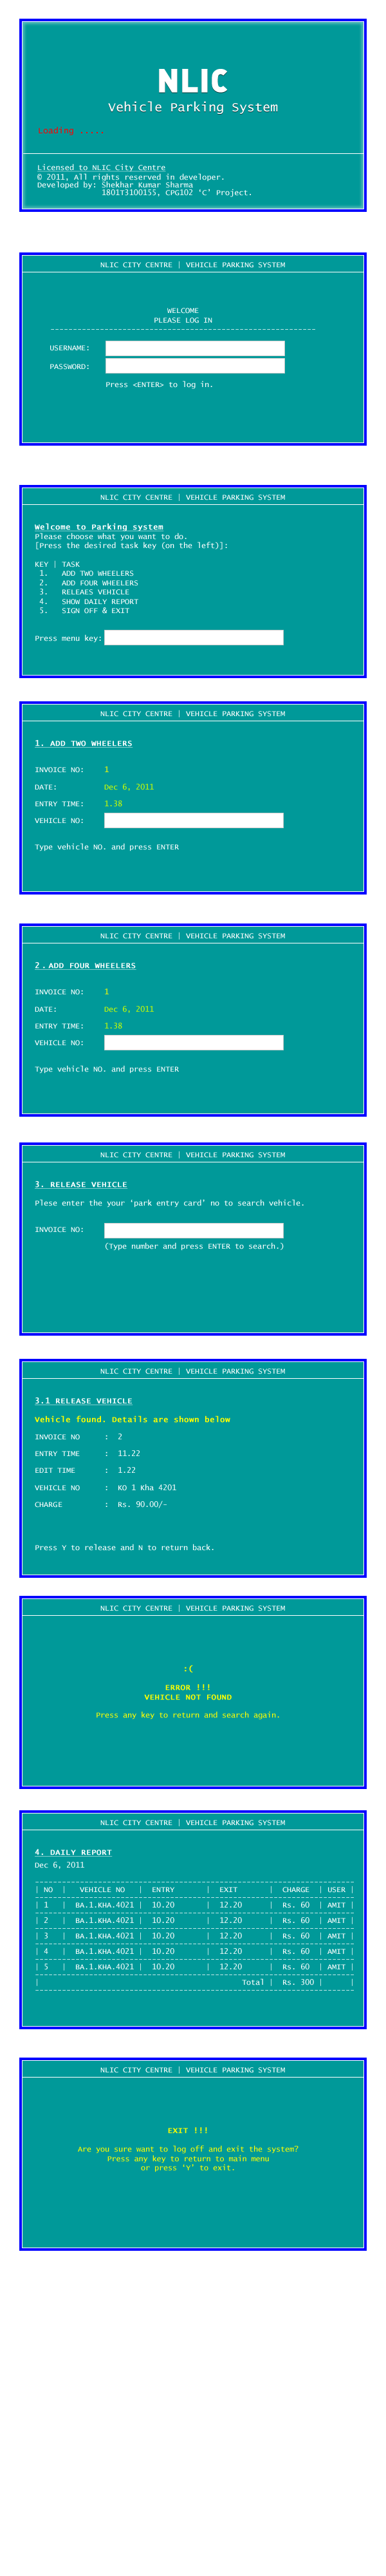 NLIC
Vehicle Parking System
Loading .....
Licensed to NLIC City Centre
© 2011, All rights reserved in developer.
Developed by: Shekhar Kumar Sharma
1801T3100155, CPG102 'C' Project.
NLIC CITY CENTRE | VEHICLE PARKING SYSTEM
WELCOME
PLEASE LOG IN
-----------------------------------------------------------
USERNAME:
PASSWORD:
Press <ENTER> to log in.
NLIC CITY CENTRE | VEHICLE PARKING SYSTEM
Welcome to Parking system
Please choose what you want to do.
[Press the desired task key (on the left)]:
KEY | TASK
1. ADD TWO WHEELERS
2. ADD FOUR WHEELERS
3. RELEAES VEHICLE
4. SHOW DAILY REPORT
5. SIGN OFF & EXIT
Press menu key:
NLIC CITY CENTRE | VEHICLE PARKING SYSTEM
1. ADD TWO WHEELERS
INVOICE NO: 1
DATE: Dec 6, 2011
ENTRY TIME: 1.38
VEHICLE NO:
Type vehicle NO. and press ENTER
NLIC CITY CENTRE | VEHICLE PARKING SYSTEM
2. ADD FOUR WHEELERS
INVOICE NO: 1
DATE: Dec 6, 2011
ENTRY TIME: 1.38
VEHICLE NO:
Type vehicle NO. and press ENTER
NLIC CITY CENTRE | VEHICLE PARKING SYSTEM
3. RELEASE VEHICLE
Plese enter the your 'park entry card' no to search vehicle.
INVOICE NO:
(Type number and press ENTER to search.)
NLIC CITY CENTRE | VEHICLE PARKING SYSTEM
3.1 RELEASE VEHICLE
Vehicle found. Details are shown below
INVOICE NO : 2
ENTRY TIME : 11.22
EDIT TIME : 1.22
VEHICLE NO : KO 1 Kha 4201
CHARGE : Rs. 90.00/~
Press Y to release and N to return back.
NLIC CITY CENTRE | VEHICLE PARKING SYSTEM
:(
ERROR !!!
VEHICLE NOT FOUND
Press any key to return and search again.
NLIC CITY CENTRE | VEHICLE PARKING SYSTEM
4. DAILY REPORT
Dec 6, 2011
| NO | VEHICLE NO | ENTRY | EXIT | CHARGE | USER |
| 1 | BA.1.KHA.4021 | 10.20 | 12.20 | Rs. 60 | AMIT |
| 2 | BA.1.KHA.4021 | 10.20 | 12.20 | Rs. 60 | AMIT |
| 3 | BA.1.KHA.4021 | 10.20 | 12.20 | Rs. 60 | AMIT |
| 4 | BA.1.KHA.4021 | 10.20 | 12.20 | Rs. 60 | AMIT |
| 5 | BA.1.KHA.4021 | 10.20 | 12.20 | Rs. 60 | AMIT |
| Total | Rs. 300 | |
NLIC CITY CENTRE | VEHICLE PARKING SYSTEM
EXIT !!!
Are you sure want to log off and exit the system?
Press any key to return to main menu
or press 'Y' to exit.